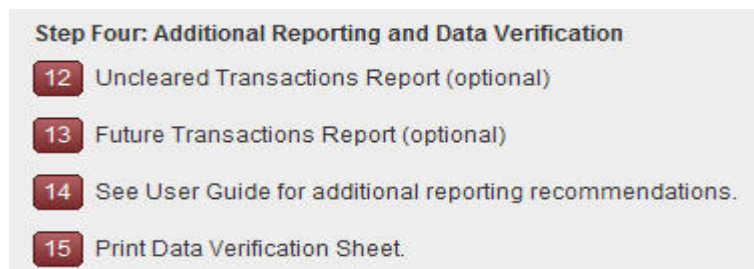 Step Four: Additional Reporting and Data Verification
12 Uncleared Transactions Report (optional)
13 Future Transactions Report (optional)
14 See User Guide for additional reporting recommendations.
15 Print Data Verification Sheet.